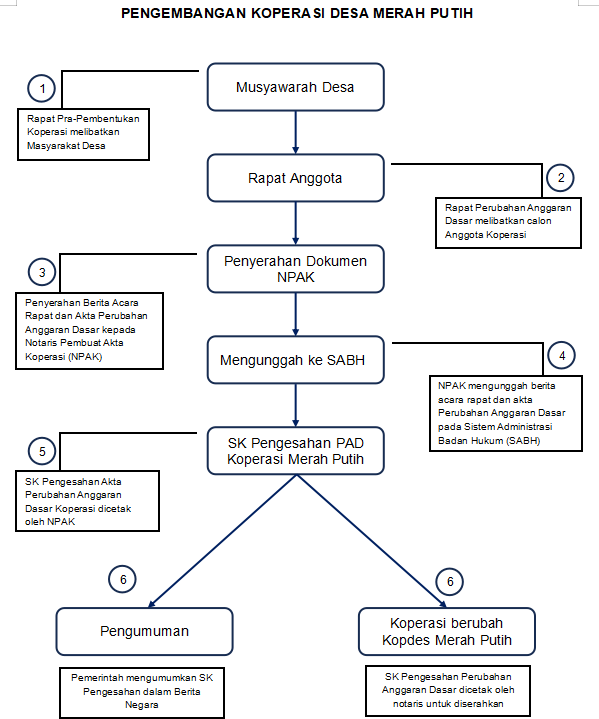 PENGEMBANGAN KOPERASI DESA MERAH PUTIH
Musyawarah Desa
1
Rapat Pra-Pembentukan
Koperasi melibatkan
Masyarakat Desa
Rapat Anggota
2
Rapat Perubahan Anggaran
Dasar melibatkan calon
Anggota Koperasi
Penyerahan Dokumen
NPAK
3
Penyerahan Berita Acara
Rapat dan Akta Perubahan
Anggaran Dasar kepada
Notaris Pembuat Akta
Koperasi (NPAK)
Mengunggah ke SABH
4
NPAK mengunggah berita
acara rapat dan akta
Perubahan Anggaran Dasar
pada Sistem Administrasi
Badan Hukum (SABH)
SK Pengesahan PAD
Koperasi Merah Putih
5
SK Pengesahan Akta
Perubahan Anggaran
Dasar Koperasi dicetak
oleh NPAK
6
Pengumuman
Pemerintah mengumumkan SK
Pengesahan dalam Berita
Negara
6
Koperasi berubah
Kopdes Merah Putih
SK Pengesahan Perubahan
Anggaran Dasar dicetak oleh
notaris untuk diserahkan